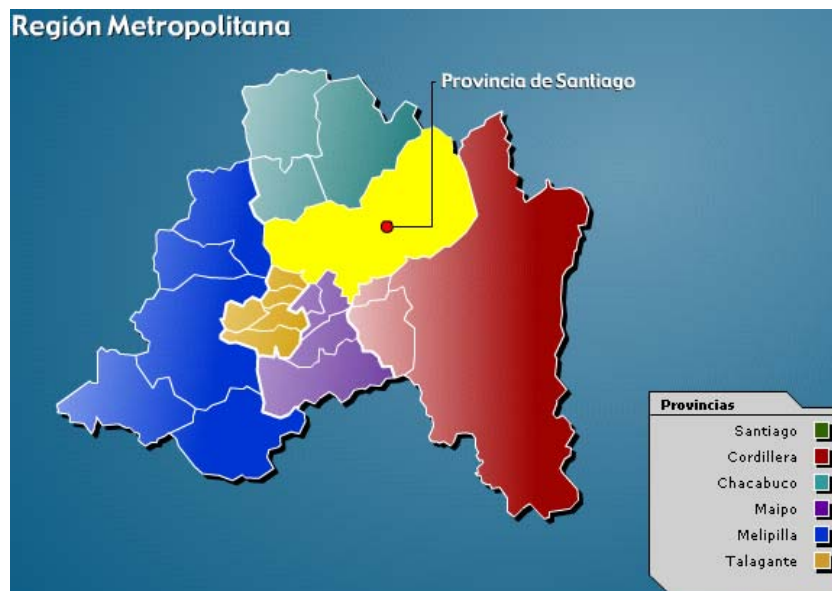 Región Metropolitana
Provincia de Santiago
Provincias
Santiago
Cordillera
Chacabuco
Maipo
Melipilla
Talagante